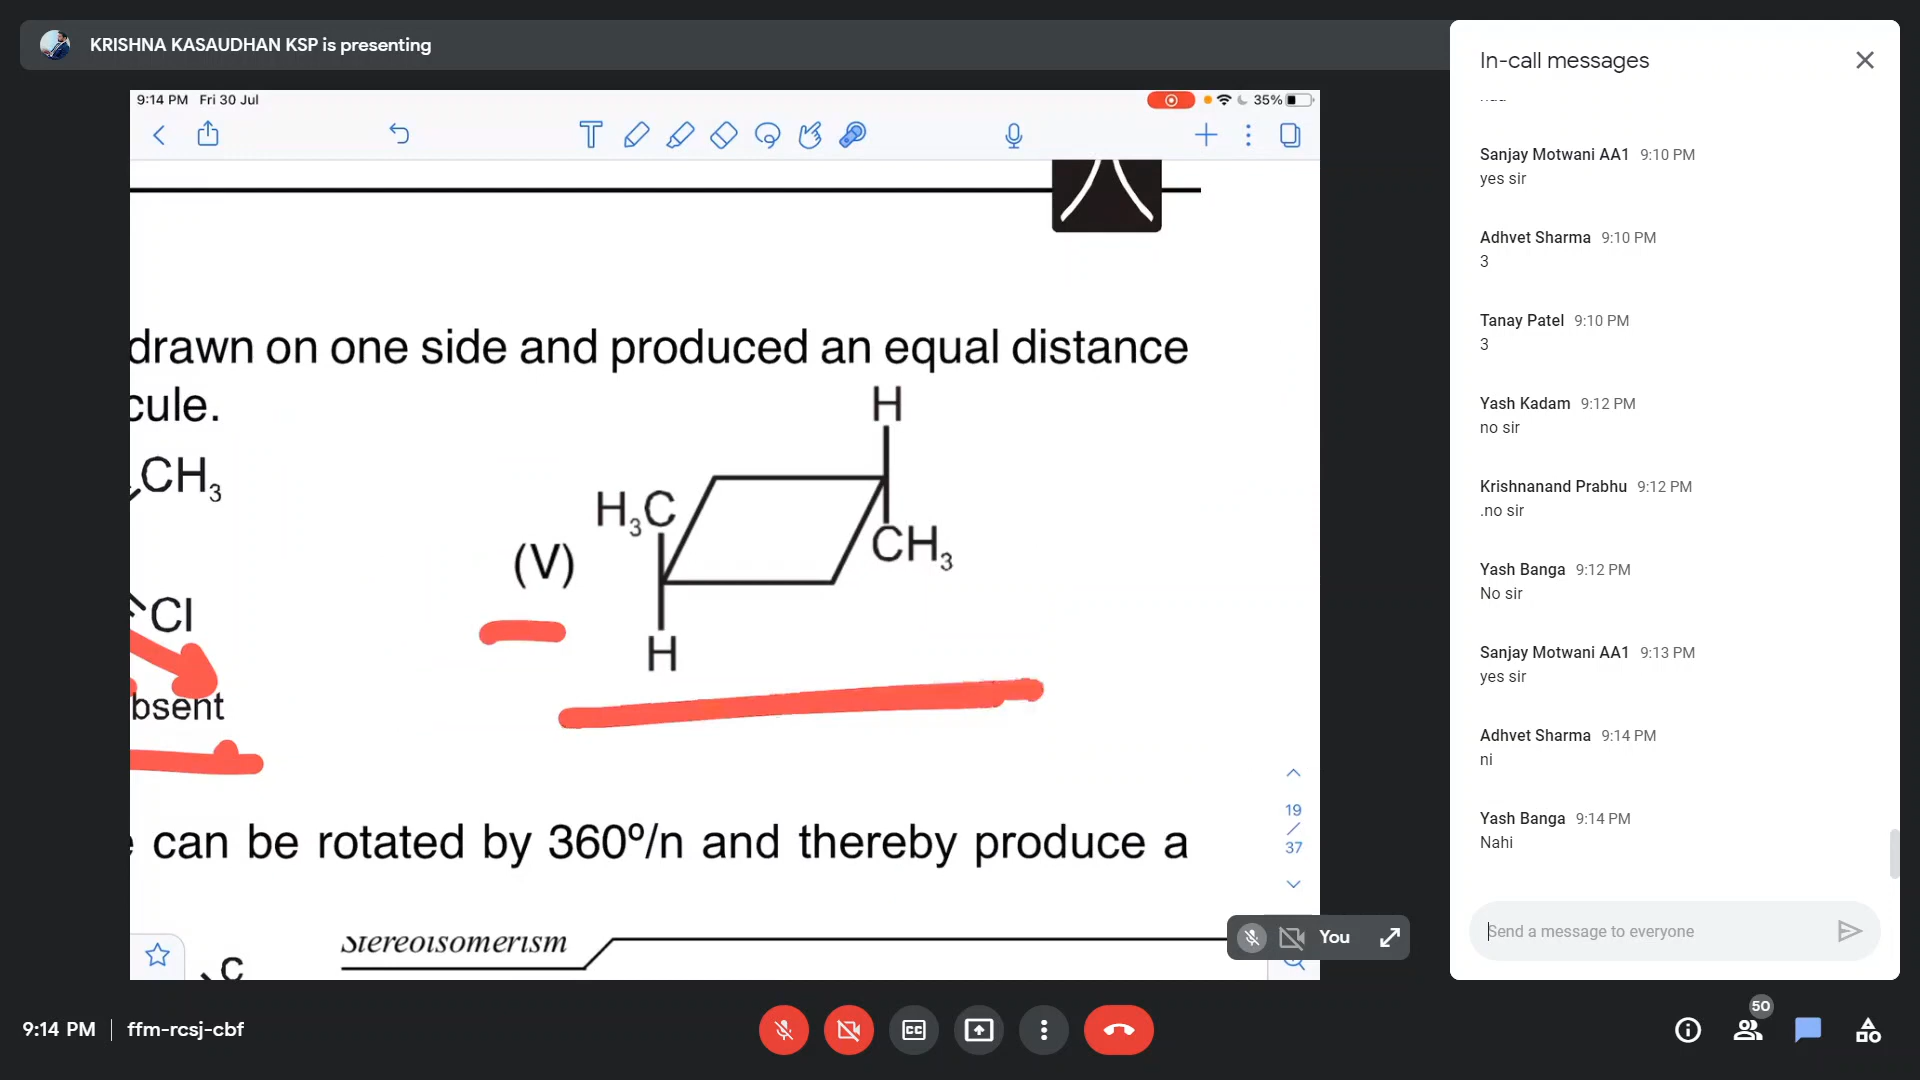 KRISHNA KASAUDHAN KSP is presenting
9:14 PM Fri 30 Jul
35%
drawn on one side and produced an equal distance
cule.
CH3
H
H3C
CH3
(V)
Cl
H
bsent
can be rotated by 360º/n and thereby produce a
19
/
37
Stereoisomerism
C
You
In-call messages
Sanjay Motwani AA1 9:10 PM
yes sir
Adhvet Sharma 9:10 PM
3
Tanay Patel 9:10 PM
3
Yash Kadam 9:12 PM
no sir
Krishnanand Prabhu 9:12 PM
.no sir
Yash Banga 9:12 PM
No sir
Sanjay Motwani AA1 9:13 PM
yes sir
Adhvet Sharma 9:14 PM
ni
Yash Banga 9:14 PM
Nahi
Send a message to everyone
9:14 PM | ffm-rcsj-cbf
CC
50